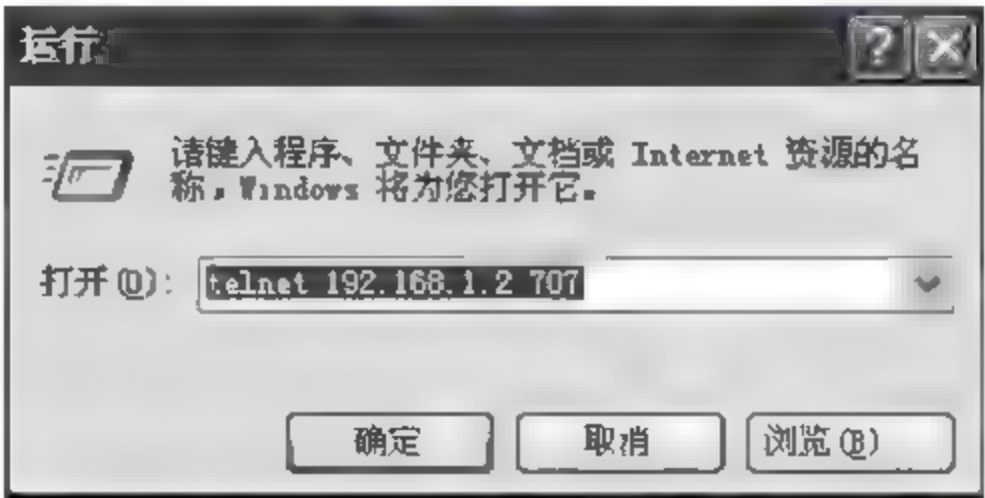 运行
请键入程序、文件夹、文档或 Internet 资源的名
称，Windows 将为您打开它。
打开(O): telnet 192.168.1.2 707
确定 取消 浏览(B)